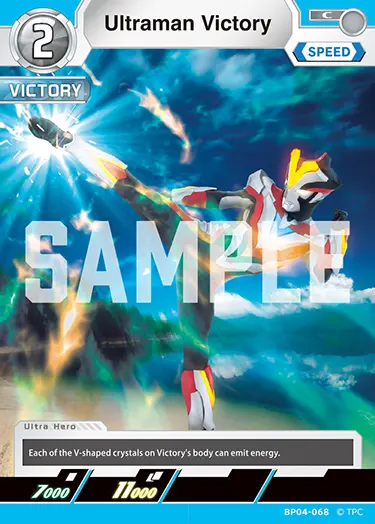 2
Ultraman Victory
C
SPEED
VICTORY
SAMPLE
Ultra Hero
Each of the V-shaped crystals on Victory's body can emit energy.
7000 11000
BP04-068 © TPC